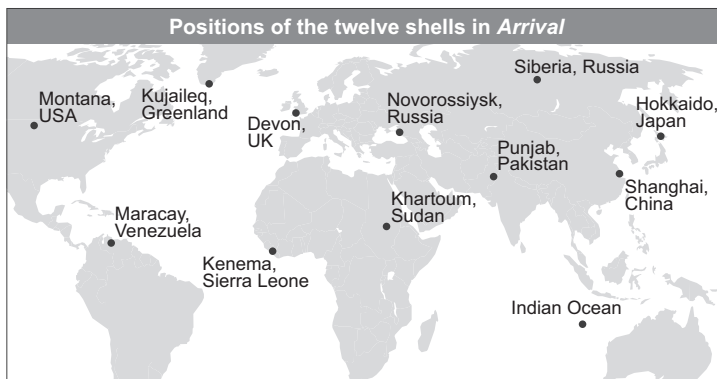 Positions of the twelve shells in Arrival
Siberia, Russia
Montana,
USA
Kujaileq,
Greenland
Novorossiysk,
Russia
Hokkaido,
Japan
Devon,
UK
Punjab,
Pakistan
Shanghai,
China
Khartoum,
Sudan
Maracay,
Venezuela
Kenema,
Sierra Leone
Indian Ocean